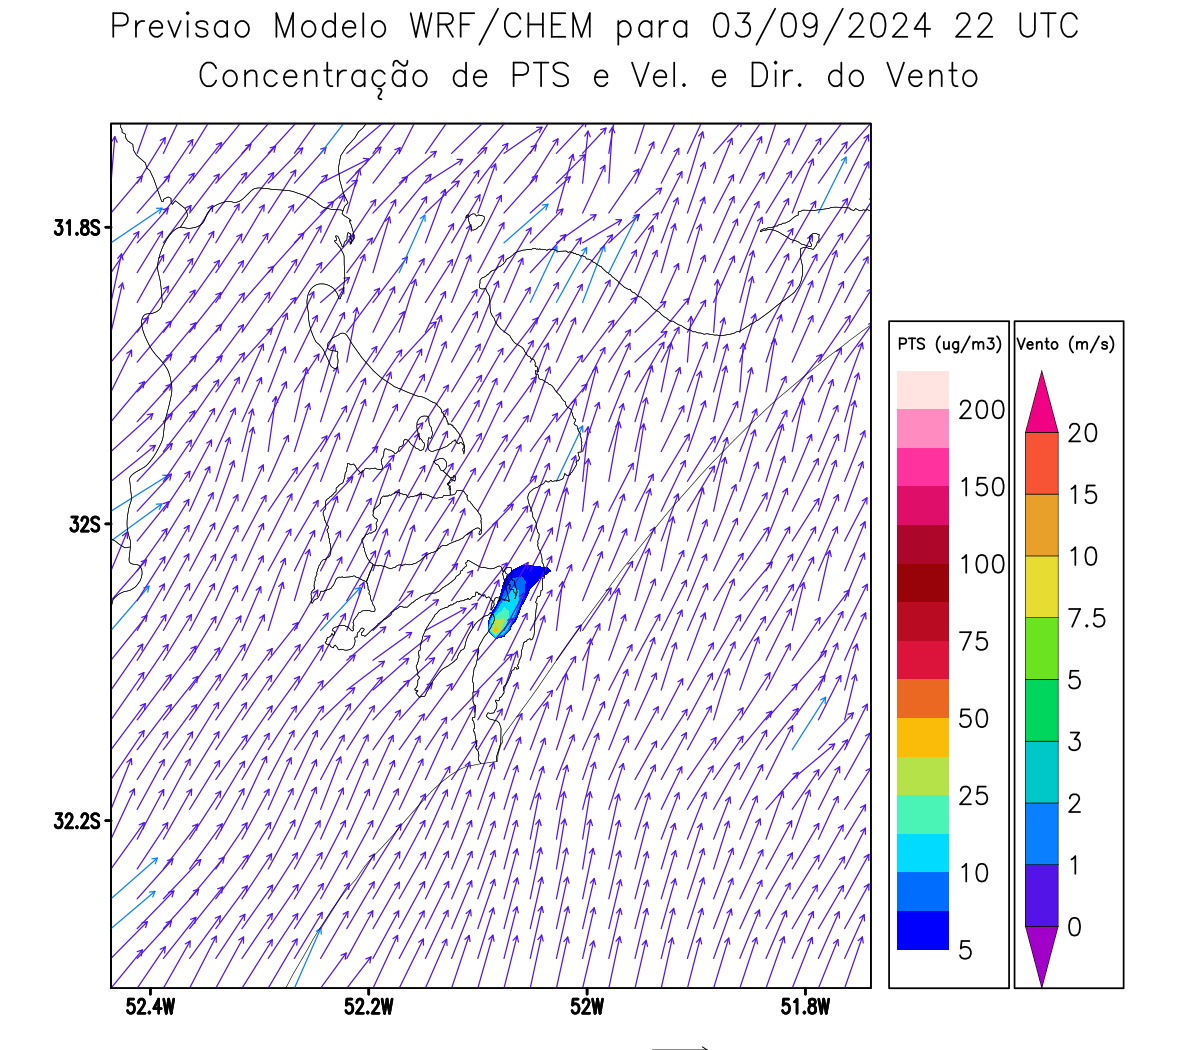 Previsao Modelo WRF/CHEM para 03/09/2024 22 UTC
Concentração de PTS e Vel. e Dir. do Vento
31.8S
32S
32.2S
52.4W 52.2W 52W 51.8W
PTS (ug/m3)
200
150
100
75
50
25
10
5
Vento (m/s)
20
15
10
7.5
5
3
2
1
0